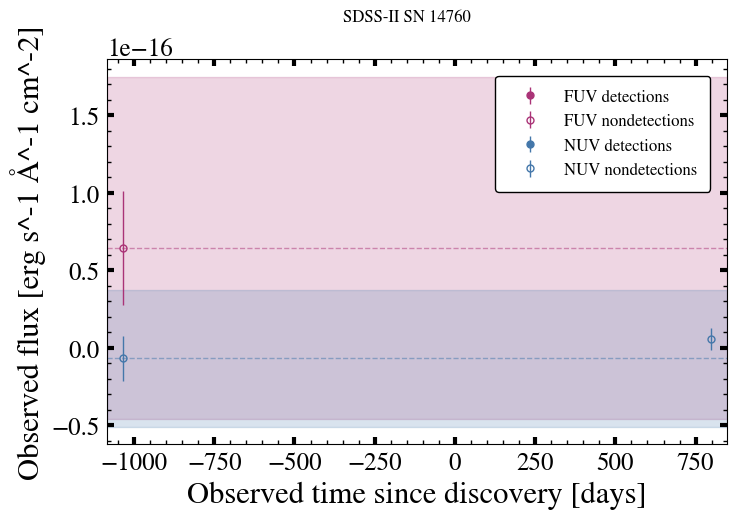 SDSS-II SN 14760
1e−16
Observed flux [erg s^-1 Å^-1 cm^-2]
1.5
1.0
0.5
0.0
−0.5
FUV detections
FUV nondetections
NUV detections
NUV nondetections
−1000 −750 −500 −250 0 250 500 750
Observed time since discovery [days]